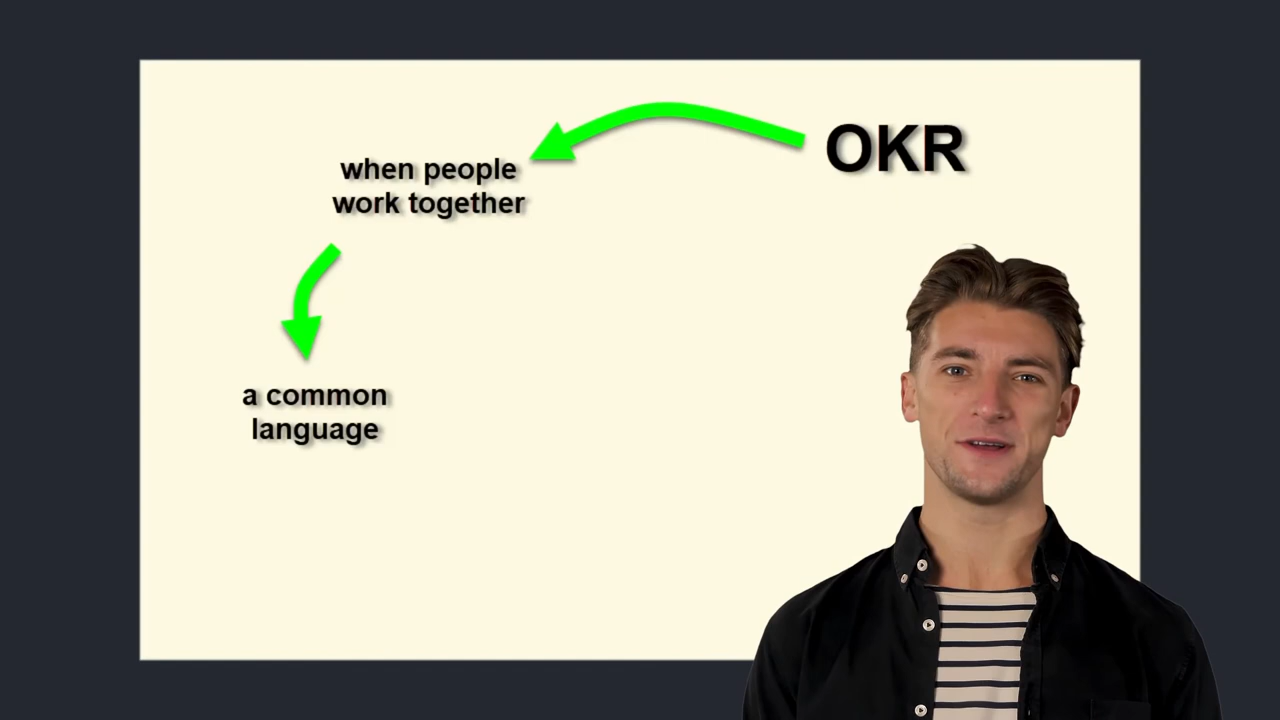 OKR
when people
work together
a common
language